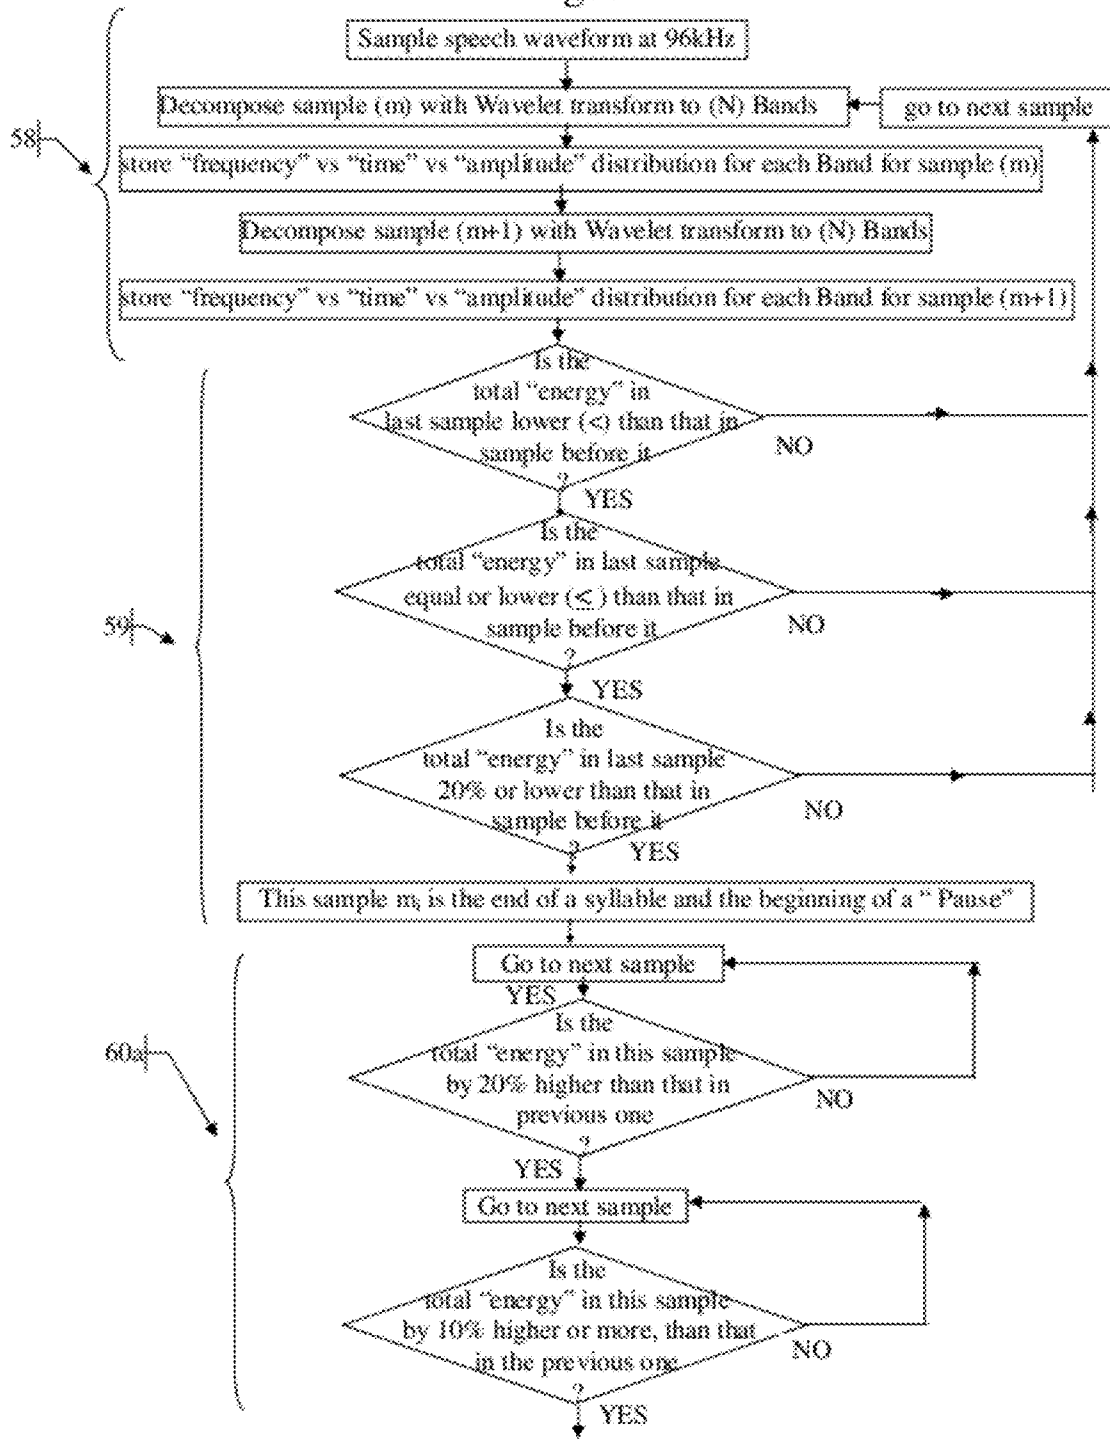 Sample speech waveform at 96kHz
Decompose sample (m) with Wavelet transform to (N) Bands
go to next sample
58
store “frequency” vs “time” vs “amplitude” distribution for each Band for sample (m)
Decompose sample (m+1) with Wavelet transform to (N) Bands
store “frequency” vs “time” vs “amplitude” distribution for each Band for sample (m+1)
Is the
total “energy” in
last sample lower (<) than that in
sample before it
?
NO
YES
Is the
total “energy” in last sample
equal or lower (≤ ) than that in
sample before it
?
NO
59
YES
Is the
total “energy” in last sample
20% or lower than that in
sample before it
?
NO
YES
This sample mᵢ is the end of a syllable and the beginning of a “ Pause”
Go to next sample
YES
Is the
total “energy” in this sample
by 20% higher than that in
previous one
?
NO
60a
YES
Go to next sample
Is the
total “energy” in this sample
by 10% higher or more, than that
in the previous one
?
NO
YES